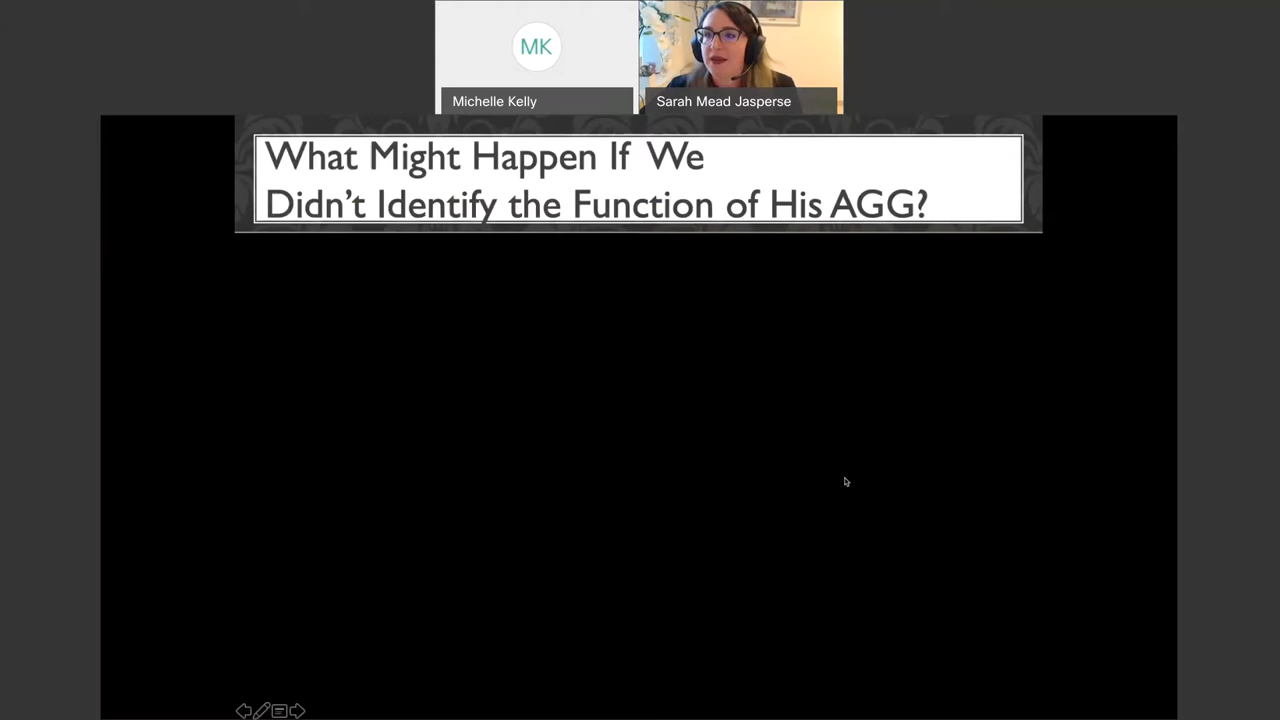 MK
Michelle Kelly
Sarah Mead Jasperse
What Might Happen If We
Didn't Identify the Function of His AGG?